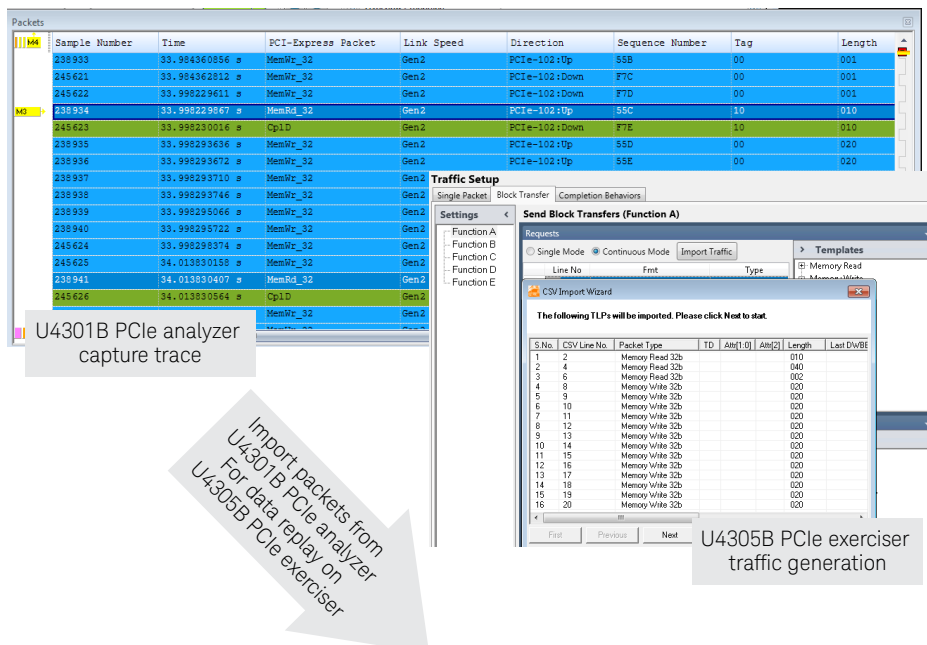 Packets
M4 Sample Number Time PCI-Express Packet Link Speed Direction Sequence Number Tag Length
238933 33.984360856 s MemWr_32 Gen2 PCIe-102:Up 55B 00 001
245621 33.984362812 s MemWr_32 Gen2 PCIe-102:Down F7C 00 001
245622 33.998229611 s MemWr_32 Gen2 PCIe-102:Down F7D 00 001
M3 238934 33.998229867 s MemRd_32 Gen2 PCIe-102:Up 55C 10 010
245623 33.998230016 s CplD Gen2 PCIe-102:Down F7E 10 010
238935 33.998293636 s MemWr_32 Gen2 PCIe-102:Up 55D 00 020
238936 33.998293672 s MemWr_32 Gen2 PCIe-102:Up 55E 00 020
238937 33.998293710 s MemWr_32 Gen2
238938 33.998293746 s MemWr_32 Gen2
238939 33.998295066 s MemWr_32 Gen2
238940 33.998295722 s MemWr_32 Gen2
245624 33.998298374 s MemWr_32 Gen2
245625 34.013830158 s MemWr_32 Gen2
238941 34.013830407 s MemRd_32 Gen2
245626 34.013830564 s CplD Gen2
MemWr_32 Gen2
U4301B PCIe analyzer
capture trace
Traffic Setup
Single Packet Block Transfer Completion Behaviors
Settings < Send Block Transfers (Function A)
Function A
Function B
Function C
Function D
Function E
Requests
Single Mode Continuous Mode Import Traffic > Templates
Line No Fmt Type Memory Read
CSV Import Wizard
The following TLPs will be imported. Please click Next to start.
S.No. CSV Line No. Packet Type TD Attr[1:0] Attr[2] Length Last DWBE
1 2 Memory Read 32b 010
2 4 Memory Read 32b 040
3 6 Memory Read 32b 002
4 8 Memory Write 32b 020
5 9 Memory Write 32b 020
6 10 Memory Write 32b 020
7 11 Memory Write 32b 020
8 12 Memory Write 32b 020
9 13 Memory Write 32b 020
10 14 Memory Write 32b 020
11 15 Memory Write 32b 020
12 16 Memory Write 32b 020
13 17 Memory Write 32b 020
14 18 Memory Write 32b 020
15 19 Memory Write 32b 020
16 20 Memory Write 32b 020
First Previous Next
U4305B PCIe exerciser
traffic generation
Import packets from
U4301B PCIe analyzer
For data replay on
U4305B PCIe exerciser